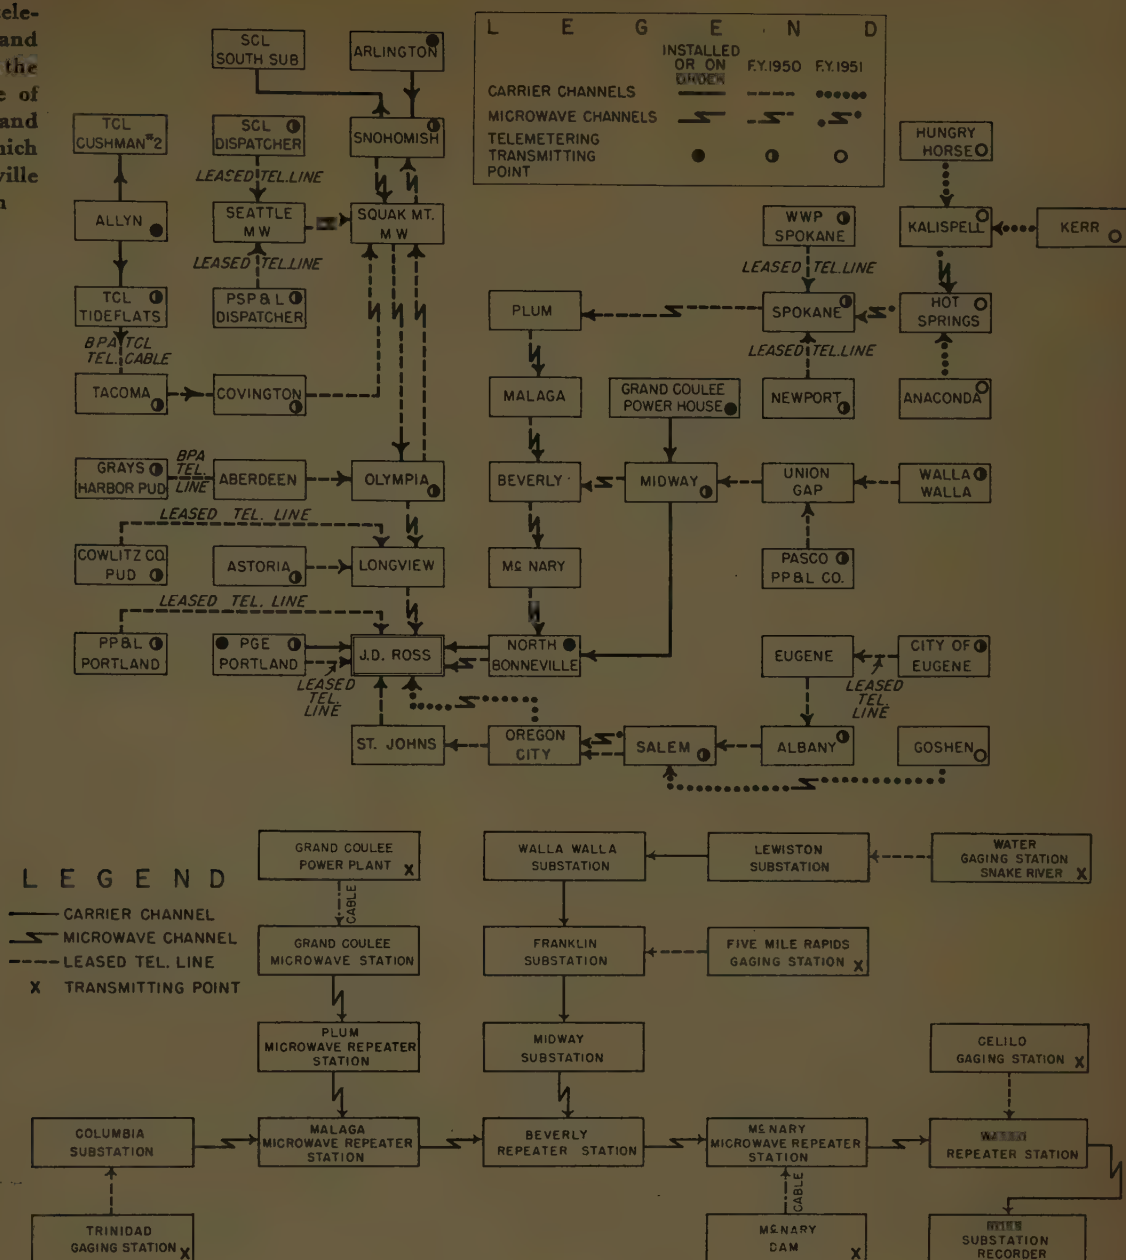 tele-
and
the
e of
and
hich
ville
n
L E G E N D
INSTALLED
OR ON
F.Y.1950
F.Y.1951
CARRIER CHANNELS
MICROWAVE CHANNELS
TELEMETERING
TRANSMITTING
POINT
SCL
SOUTH SUB
ARLINGTON
TCL
CUSHMAN #2
SCL
DISPATCHER
SNOHOMISH
HUNGRY
HORSE
LEASED TEL. LINE
ALLYN
SEATTLE
MW
SQUAK MT.
MW
WWP
SPOKANE
KALISPELL
KERR
LEASED TEL. LINE
LEASED TEL. LINE
TCL
TIDEFLATS
PSP & L
DISPATCHER
PLUM
SPOKANE
HOT
SPRINGS
BPA TCL
TEL. CABLE
LEASED TEL. LINE
TACOMA
COVINGTON
MALAGA
GRAND COULEE
POWER HOUSE
NEWPORT
ANACONDA
GRAYS
HARBOR PUD
BPA
TEL.
LINE
ABERDEEN
OLYMPIA
BEVERLY
MIDWAY
UNION
GAP
WALLA
WALLA
LEASED TEL. LINE
COWLITZ CO.
PUD
ASTORIA
LONGVIEW
Mc NARY
PASCO
PP&L CO.
LEASED TEL. LINE
PP&L
PORTLAND
PGE
PORTLAND
J.D. ROSS
NORTH
BONNEVILLE
EUGENE
CITY OF
EUGENE
LEASED
TEL.
LINE
LEASED
TEL.
LINE
ST. JOHNS
OREGON
CITY
SALEM
ALBANY
GOSHEN
LEGEND
CARRIER CHANNEL
MICROWAVE CHANNEL
LEASED TEL. LINE
X TRANSMITTING POINT
GRAND COULEE
POWER PLANT X
WALLA WALLA
SUBSTATION
LEWISTON
SUBSTATION
WATER
GAGING STATION
SNAKE RIVER X
CABLE
GRAND COULEE
MICROWAVE STATION
FRANKLIN
SUBSTATION
FIVE MILE RAPIDS
GAGING STATION X
PLUM
MICROWAVE REPEATER
STATION
MIDWAY
SUBSTATION
CELILO
GAGING STATION X
COLUMBIA
SUBSTATION
MALAGA
MICROWAVE REPEATER
STATION
BEVERLY
REPEATER STATION
Mc NARY
MICROWAVE REPEATER
STATION
REPEATER STATION
CABLE
TRINIDAD
GAGING STATION X
Mc NARY
DAM X
SUBSTATION
RECORDER